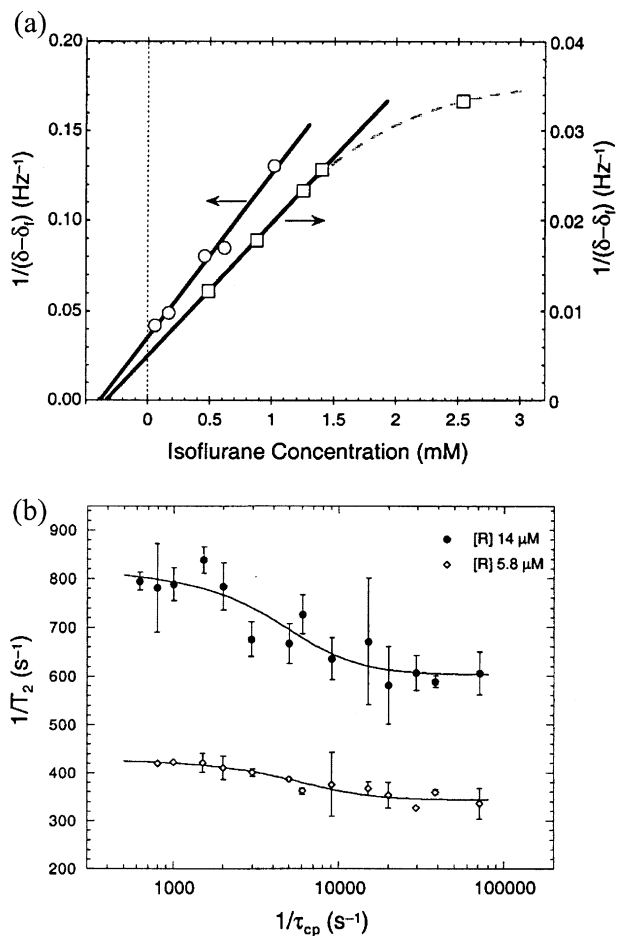 (a)
0.20
0.15
0.10
0.05
0.00
1/(δ−δf) (Hz⁻¹)
0.04
0.03
0.02
0.01
0
1/(δ−δf) (Hz⁻¹)
0 0.5 1 1.5 2 2.5 3
Isoflurane Concentration (mM)
(b)
900
800
700
600
500
400
300
200
1/T₂ (s⁻¹)
[R] 14 μM
[R] 5.8 μM
1000 10000 100000
1/τcp (s⁻¹)